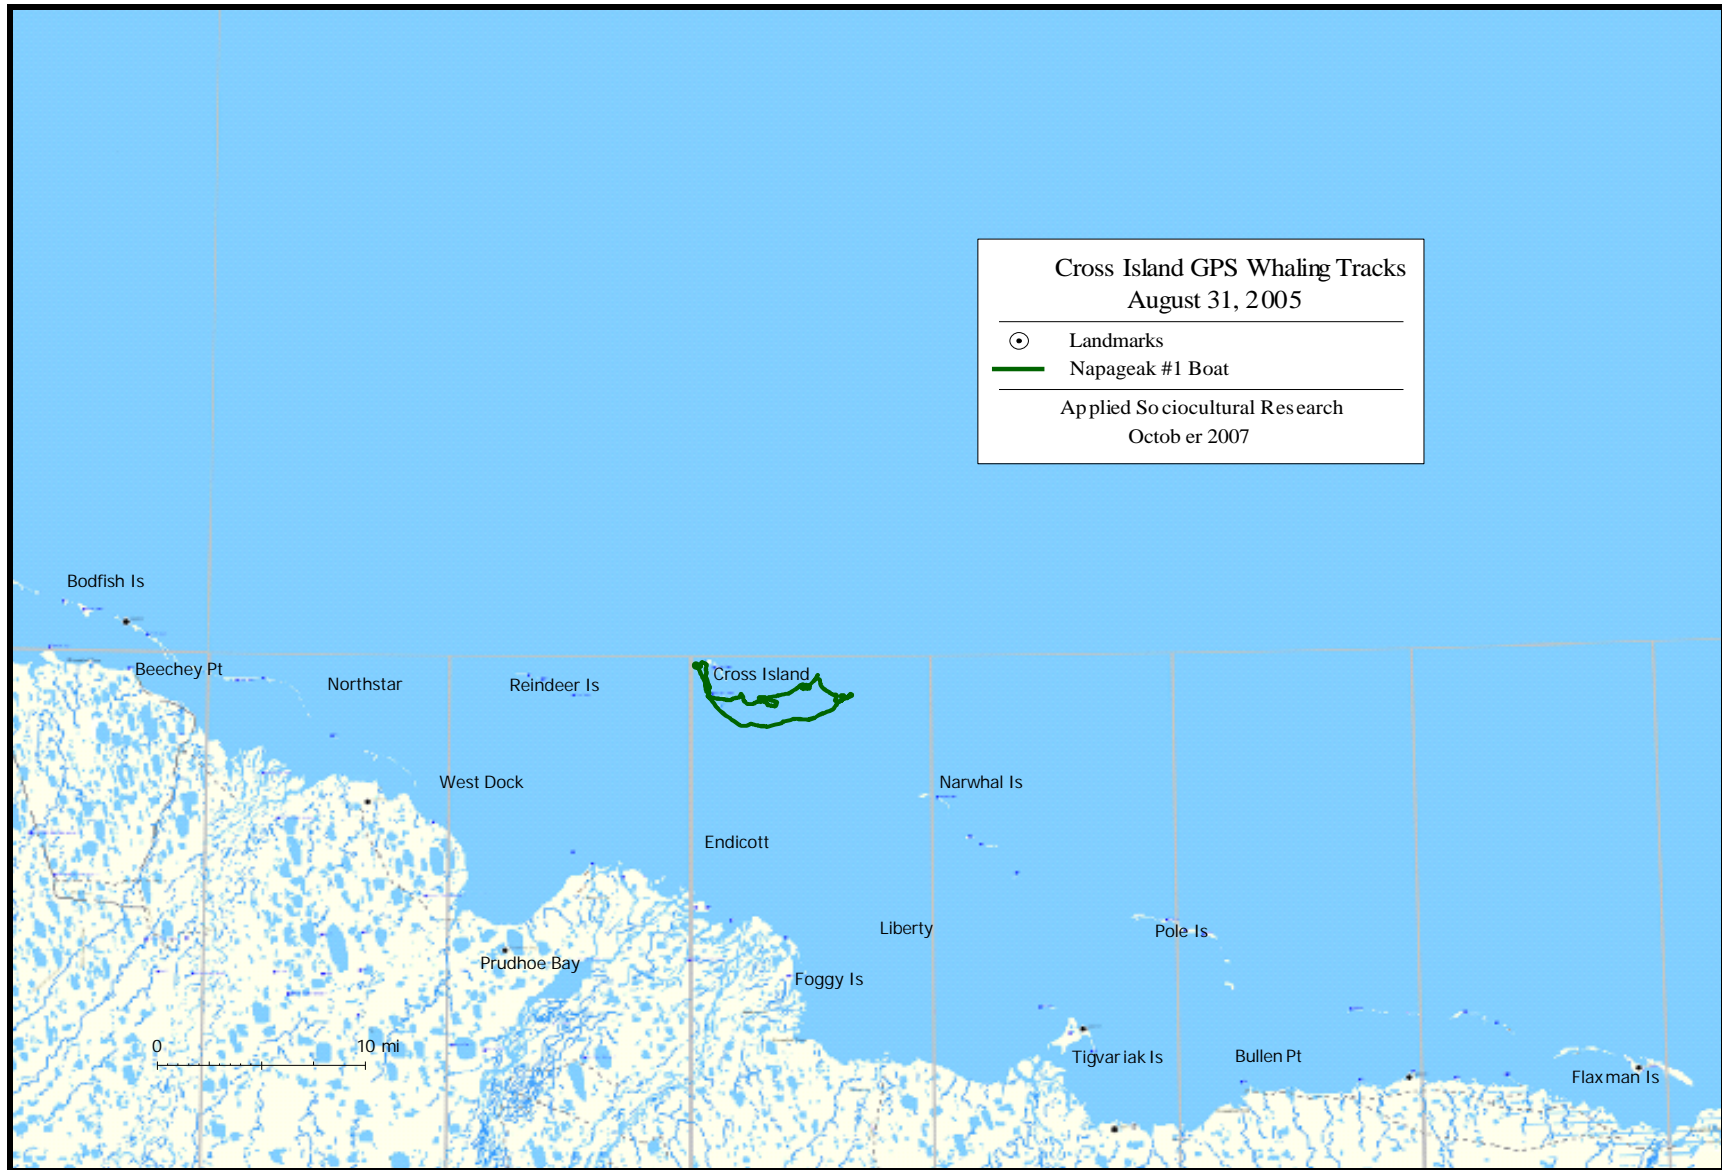 Cross Island GPS Whaling Tracks
August 31, 2005
Landmarks
Napageak #1 Boat
Applied Sociocultural Research
October 2007
Bodfish Is
Beechey Pt
Northstar
Reindeer Is
Cross Island
West Dock
Narwhal Is
Endicott
Liberty
Pole Is
Prudhoe Bay
Foggy Is
0 10 mi
Tigvariak Is
Bullen Pt
Flaxman Is